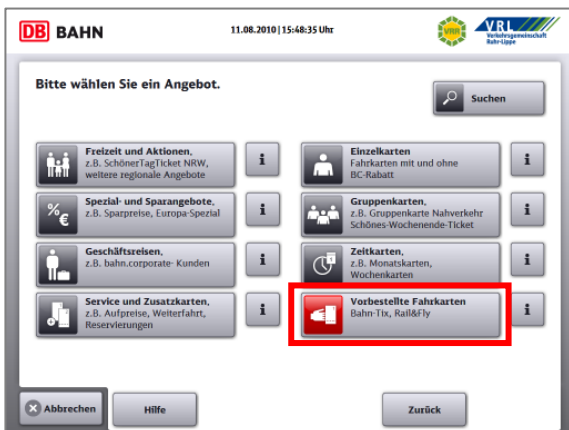 DB BAHN
11.08.2010 | 15:48:35 Uhr
VRR
VRL
Verkehrsgemeinschaft
Ruhr-Lippe
Bitte wählen Sie ein Angebot.
Suchen
Freizeit und Aktionen,
z.B. SchönerTagTicket NRW,
weitere regionale Angebote
i
Einzelkarten
Fahrkarten mit und ohne
BC-Rabatt
i
%
€
Spezial- und Sparangebote,
z.B. Sparpreise, Europa-Spezial
i
Gruppenkarten,
z.B. Gruppenkarte Nahverkehr
Schönes-Wochenende-Ticket
i
Geschäftsreisen,
z.B. bahn.corporate- Kunden
i
Zeitkarten,
z.B. Monatskarten,
Wochenkarten
i
Service und Zusatzkarten,
z.B. Aufpreise, Weiterfahrt,
Reservierungen
i
Vorbestellte Fahrkarten
Bahn-Tix, Rail&Fly
i
Abbrechen
Hilfe
Zurück